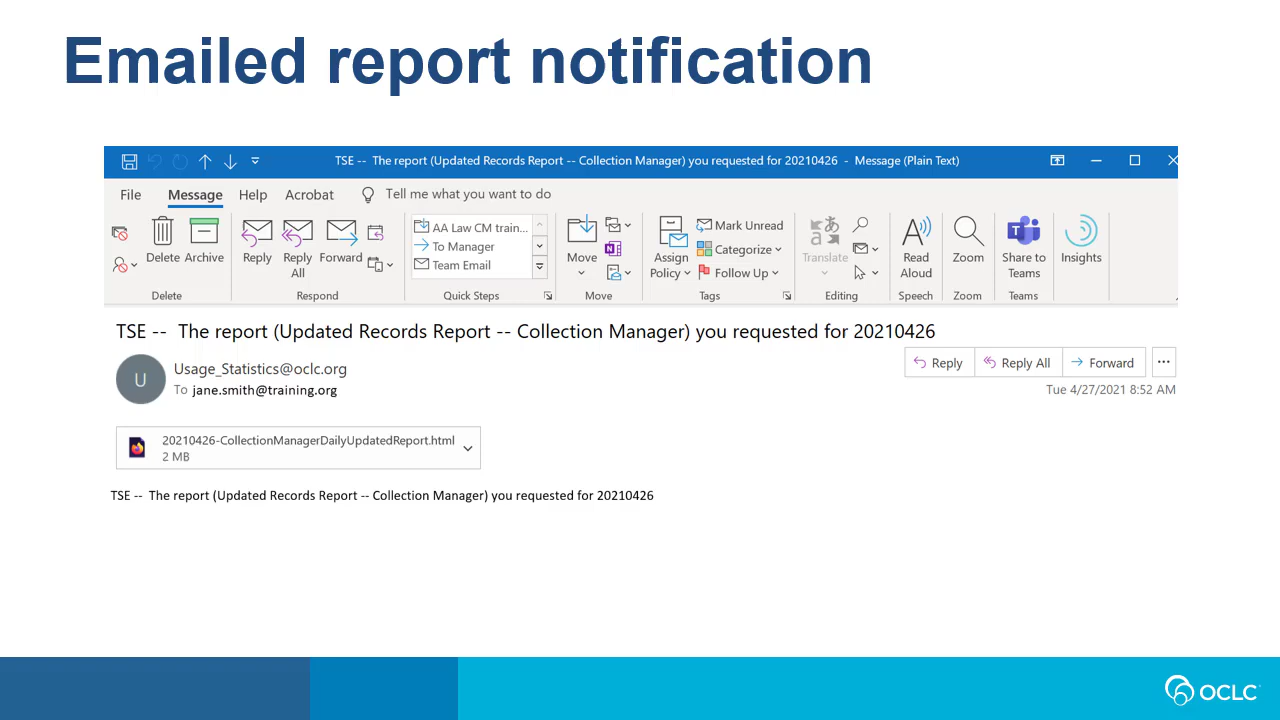 Emailed report notification
TSE --  The report (Updated Records Report -- Collection Manager) you requested for 20210426  -  Message (Plain Text)
File Message Help Acrobat Tell me what you want to do
Delete Archive
Delete
Reply Reply All Forward
Respond
AA Law CM train...
To Manager
Team Email
Quick Steps
Move
Move
Assign Policy
Mark Unread
Categorize
Follow Up
Tags
Translate
Editing
Read Aloud
Speech
Zoom
Zoom
Share to Teams
Teams
Insights
TSE --  The report (Updated Records Report -- Collection Manager) you requested for 20210426
U
Usage_Statistics@oclc.org
To jane.smith@training.org
Reply Reply All Forward ...
Tue 4/27/2021 8:52 AM
20210426-CollectionManagerDailyUpdatedReport.html
2 MB
TSE --  The report (Updated Records Report -- Collection Manager) you requested for 20210426
OCLC